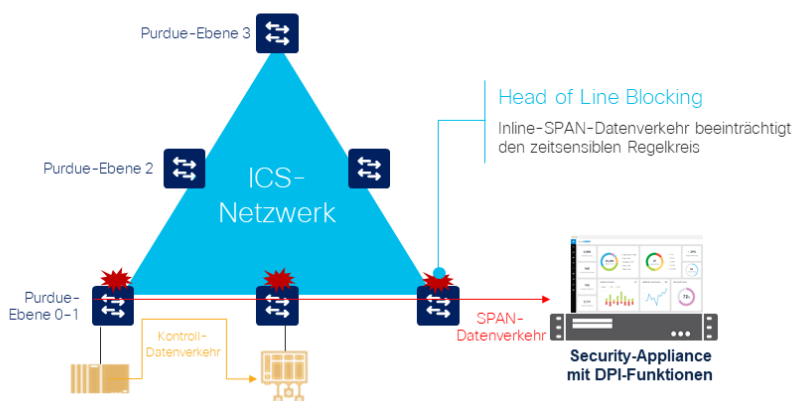 Purdue-Ebene 3
Head of Line Blocking
Inline-SPAN-Datenverkehr beeinträchtigt
den zeitsensiblen Regelkreis
Purdue-Ebene 2
ICS-
Netzwerk
Purdue-
Ebene 0-1
SPAN-
Datenverkehr
Kontroll-
Datenverkehr
Security-Appliance
mit DPI-Funktionen